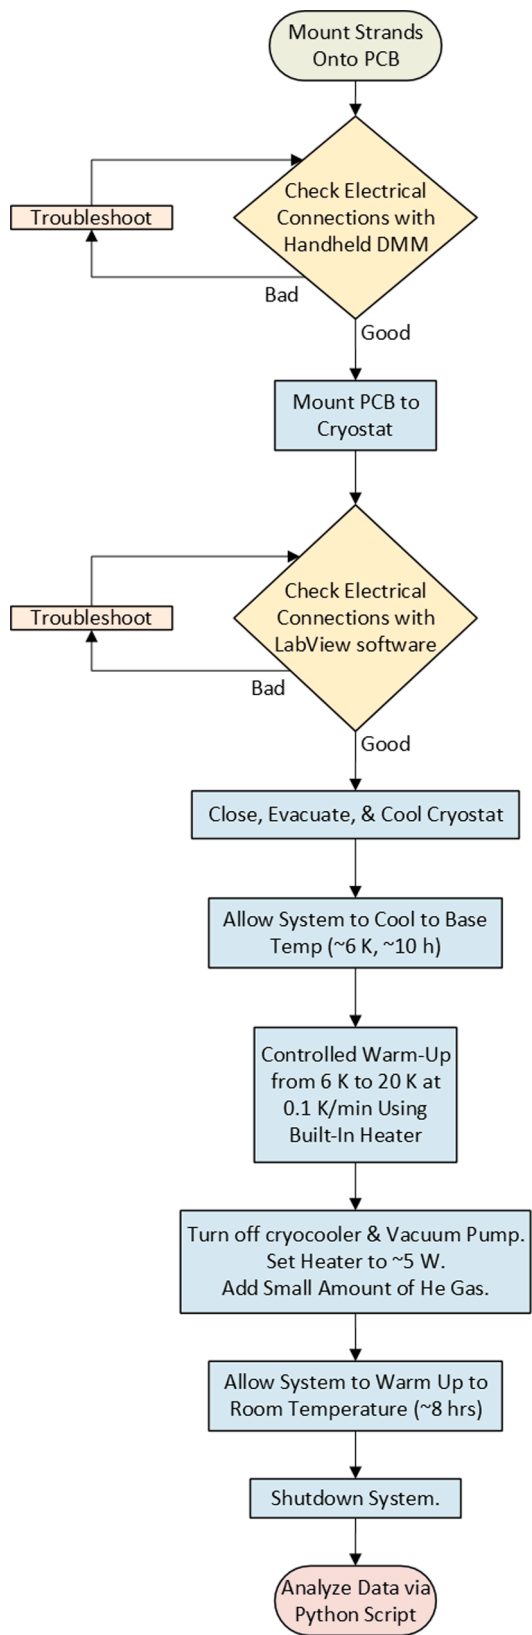 Mount Strands
Onto PCB
Check Electrical
Connections with
Handheld DMM
Troubleshoot
Bad
Good
Mount PCB to
Cryostat
Check Electrical
Connections with
LabView software
Troubleshoot
Bad
Good
Close, Evacuate, & Cool Cryostat
Allow System to Cool to Base
Temp (~6 K, ~10 h)
Controlled Warm-Up
from 6 K to 20 K at
0.1 K/min Using
Built-In Heater
Turn off cryocooler & Vacuum Pump.
Set Heater to ~5 W.
Add Small Amount of He Gas.
Allow System to Warm Up to
Room Temperature (~8 hrs)
Shutdown System.
Analyze Data via
Python Script